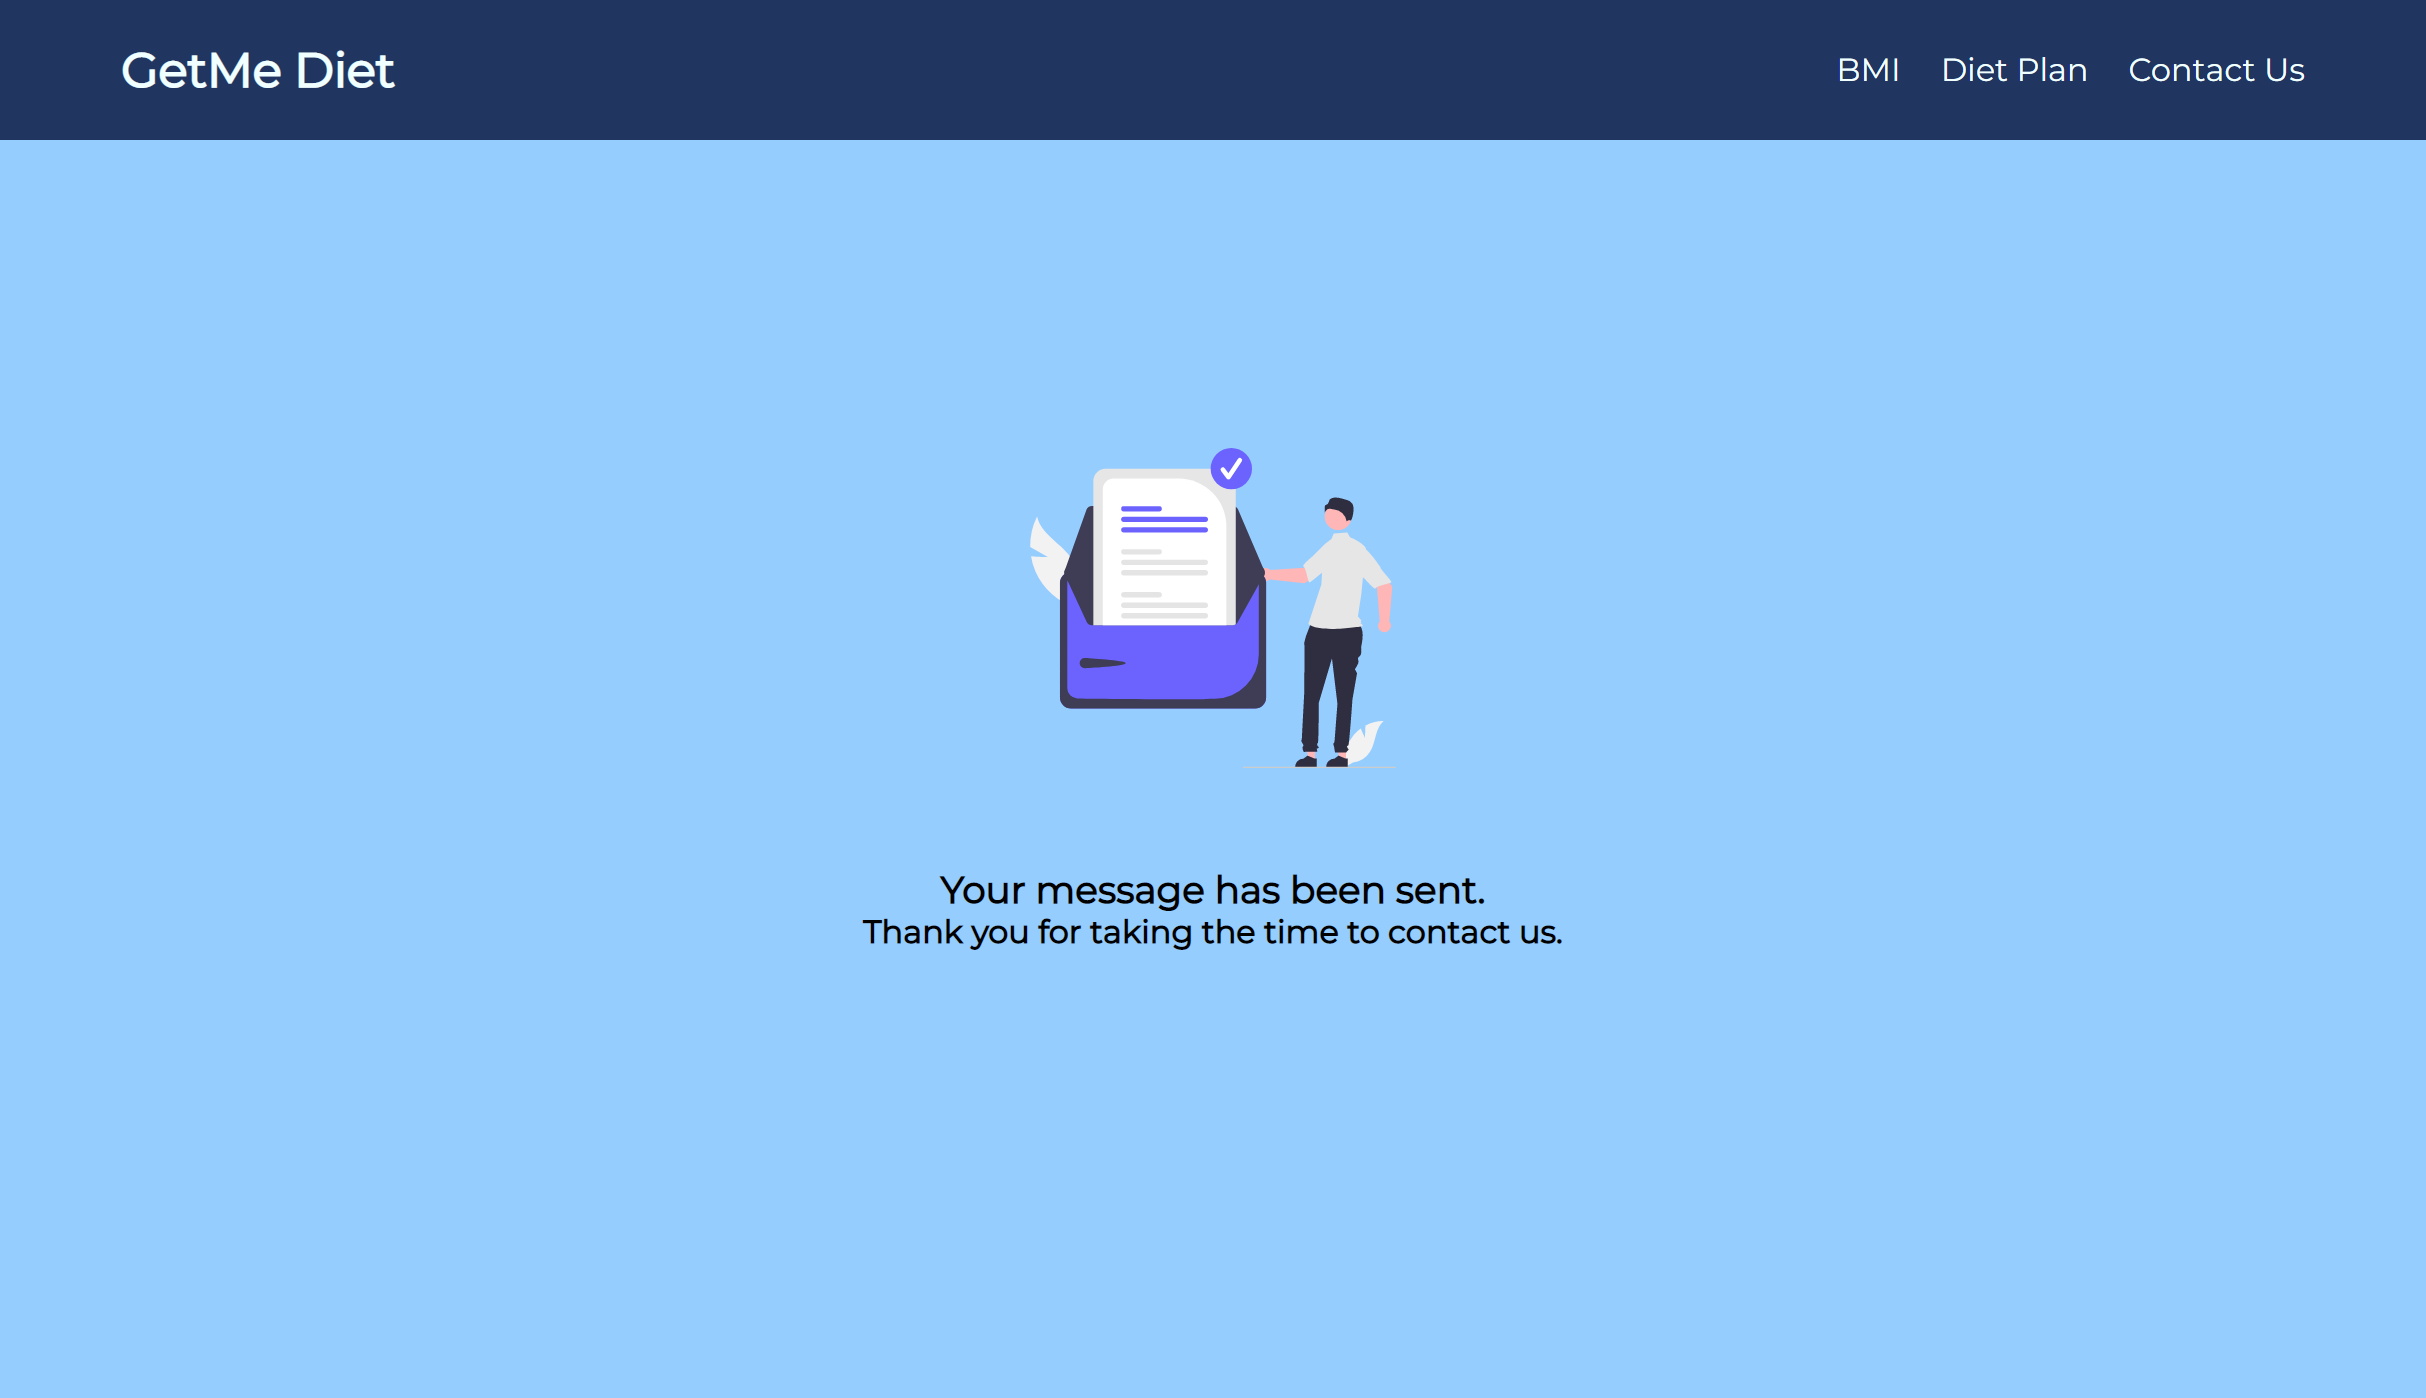 GetMe Diet
BMI Diet Plan Contact Us
Your message has been sent.
Thank you for taking the time to contact us.